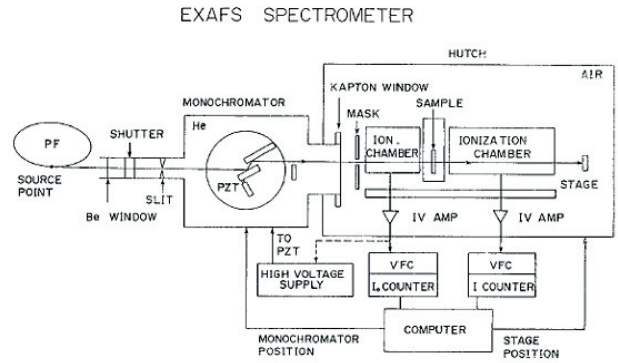 EXAFS SPECTROMETER
HUTCH
AIR
KAPTON WINDOW
MONOCHROMATOR
MASK
SAMPLE
He
SHUTTER
PF
ION.
CHAMBER
IONIZATION
CHAMBER
SOURCE
POINT
PZT
STAGE
SLIT
Be WINDOW
IV AMP
IV AMP
TO
PZT
HIGH VOLTAGE
SUPPLY
VFC
I₀ COUNTER
VFC
I COUNTER
COMPUTER
MONOCHROMATOR
POSITION
STAGE
POSITION